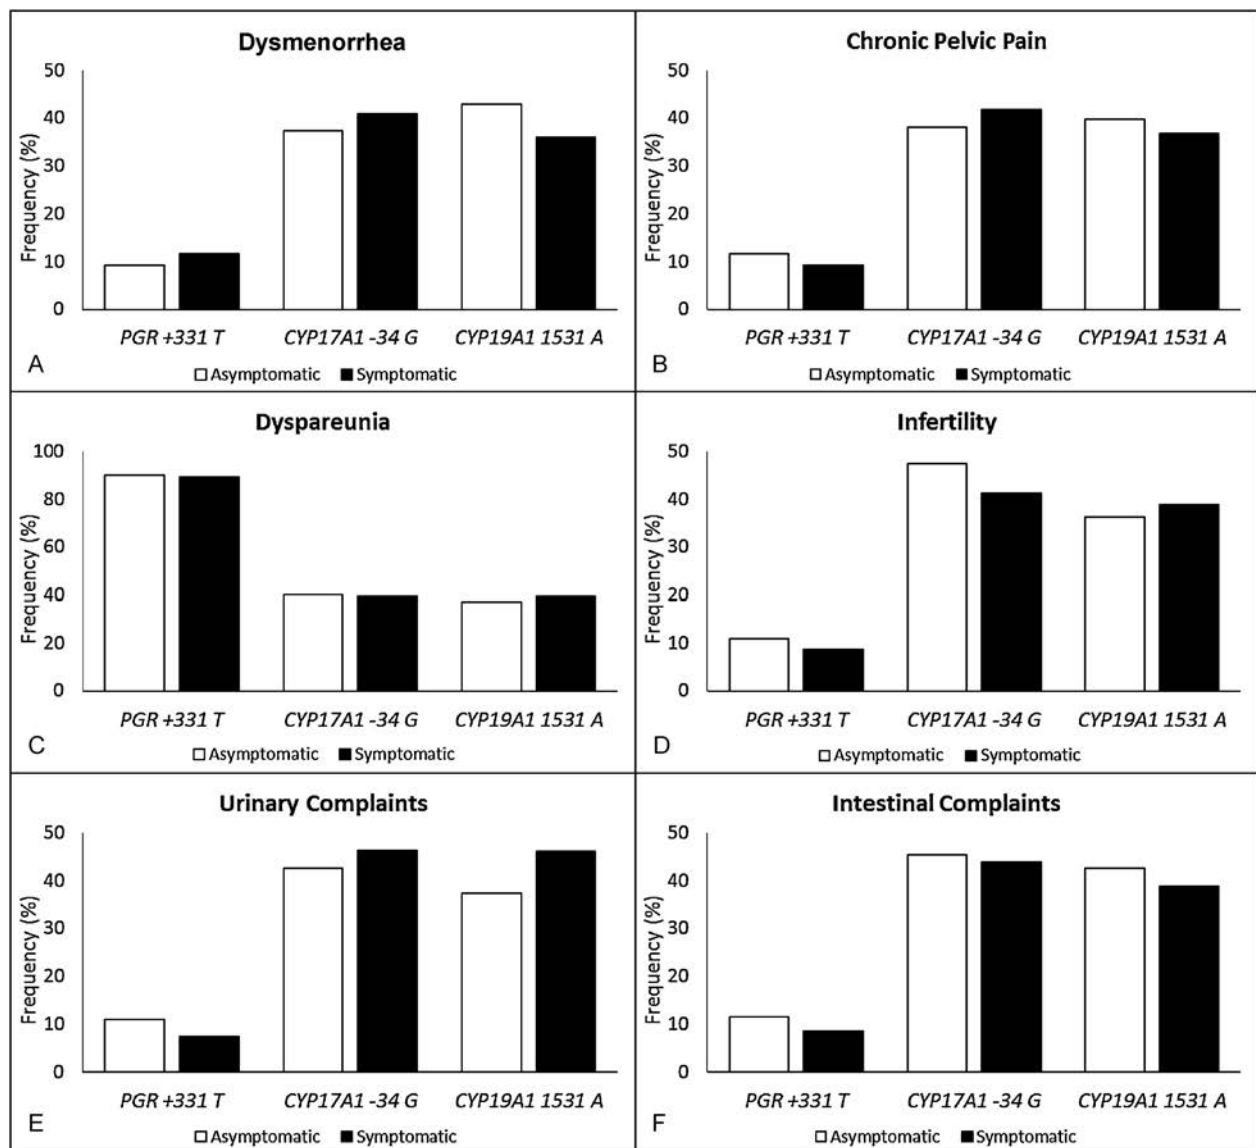 Dysmenorrhea
Frequency (%)
50
40
30
20
10
0
PGR +331 T CYP17A1 -34 G CYP19A1 1531 A
Asymptomatic Symptomatic
A
Chronic Pelvic Pain
Frequency (%)
50
40
30
20
10
0
PGR +331 T CYP17A1 -34 G CYP19A1 1531 A
Asymptomatic Symptomatic
B
Dyspareunia
Frequency (%)
100
80
60
40
20
0
PGR +331 T CYP17A1 -34 G CYP19A1 1531 A
Asymptomatic Symptomatic
C
Infertility
Frequency (%)
50
40
30
20
10
0
PGR +331 T CYP17A1 -34 G CYP19A1 1531 A
Asymptomatic Symptomatic
D
Urinary Complaints
Frequency (%)
50
40
30
20
10
0
PGR +331 T CYP17A1 -34 G CYP19A1 1531 A
Asymptomatic Symptomatic
E
Intestinal Complaints
Frequency (%)
50
40
30
20
10
0
PGR +331 T CYP17A1 -34 G CYP19A1 1531 A
Asymptomatic Symptomatic
F